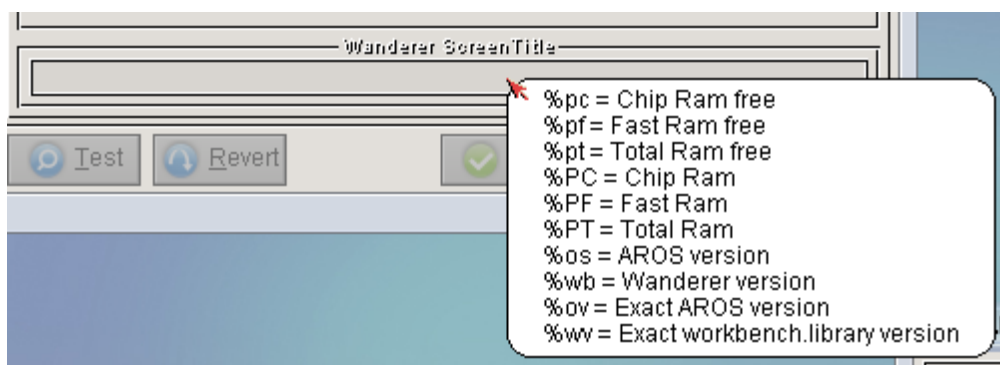 Wanderer ScreenTitle
Test
Revert
%pc = Chip Ram free
%pf = Fast Ram free
%pt = Total Ram free
%PC = Chip Ram
%PF = Fast Ram
%PT = Total Ram
%os = AROS version
%wb = Wanderer version
%ov = Exact AROS version
%wv = Exact workbench.library version